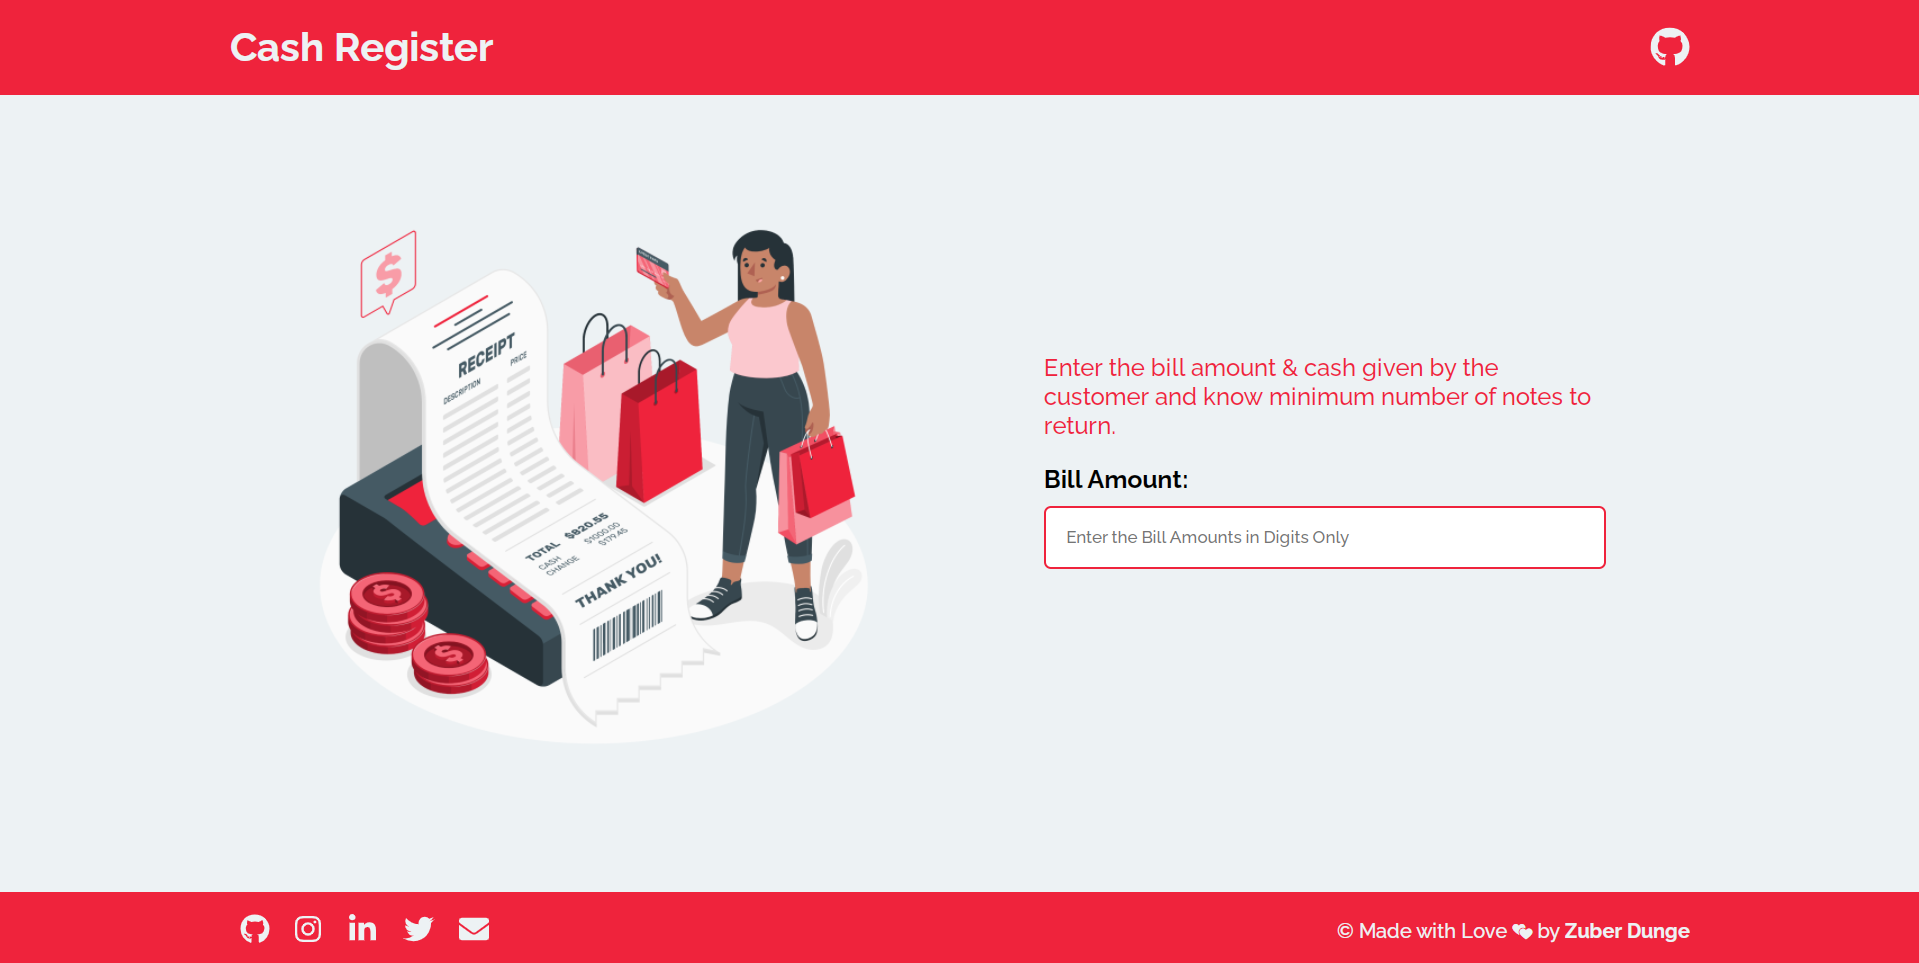 Cash Register
RECEIPT
DESCRIPTION
PRICE
TOTAL $820.55
CASH $1000.00
CHANGE $179.45
THANK YOU!
Enter the bill amount & cash given by the
customer and know minimum number of notes to
return.
Bill Amount:
Enter the Bill Amounts in Digits Only
© Made with Love by Zuber Dunge